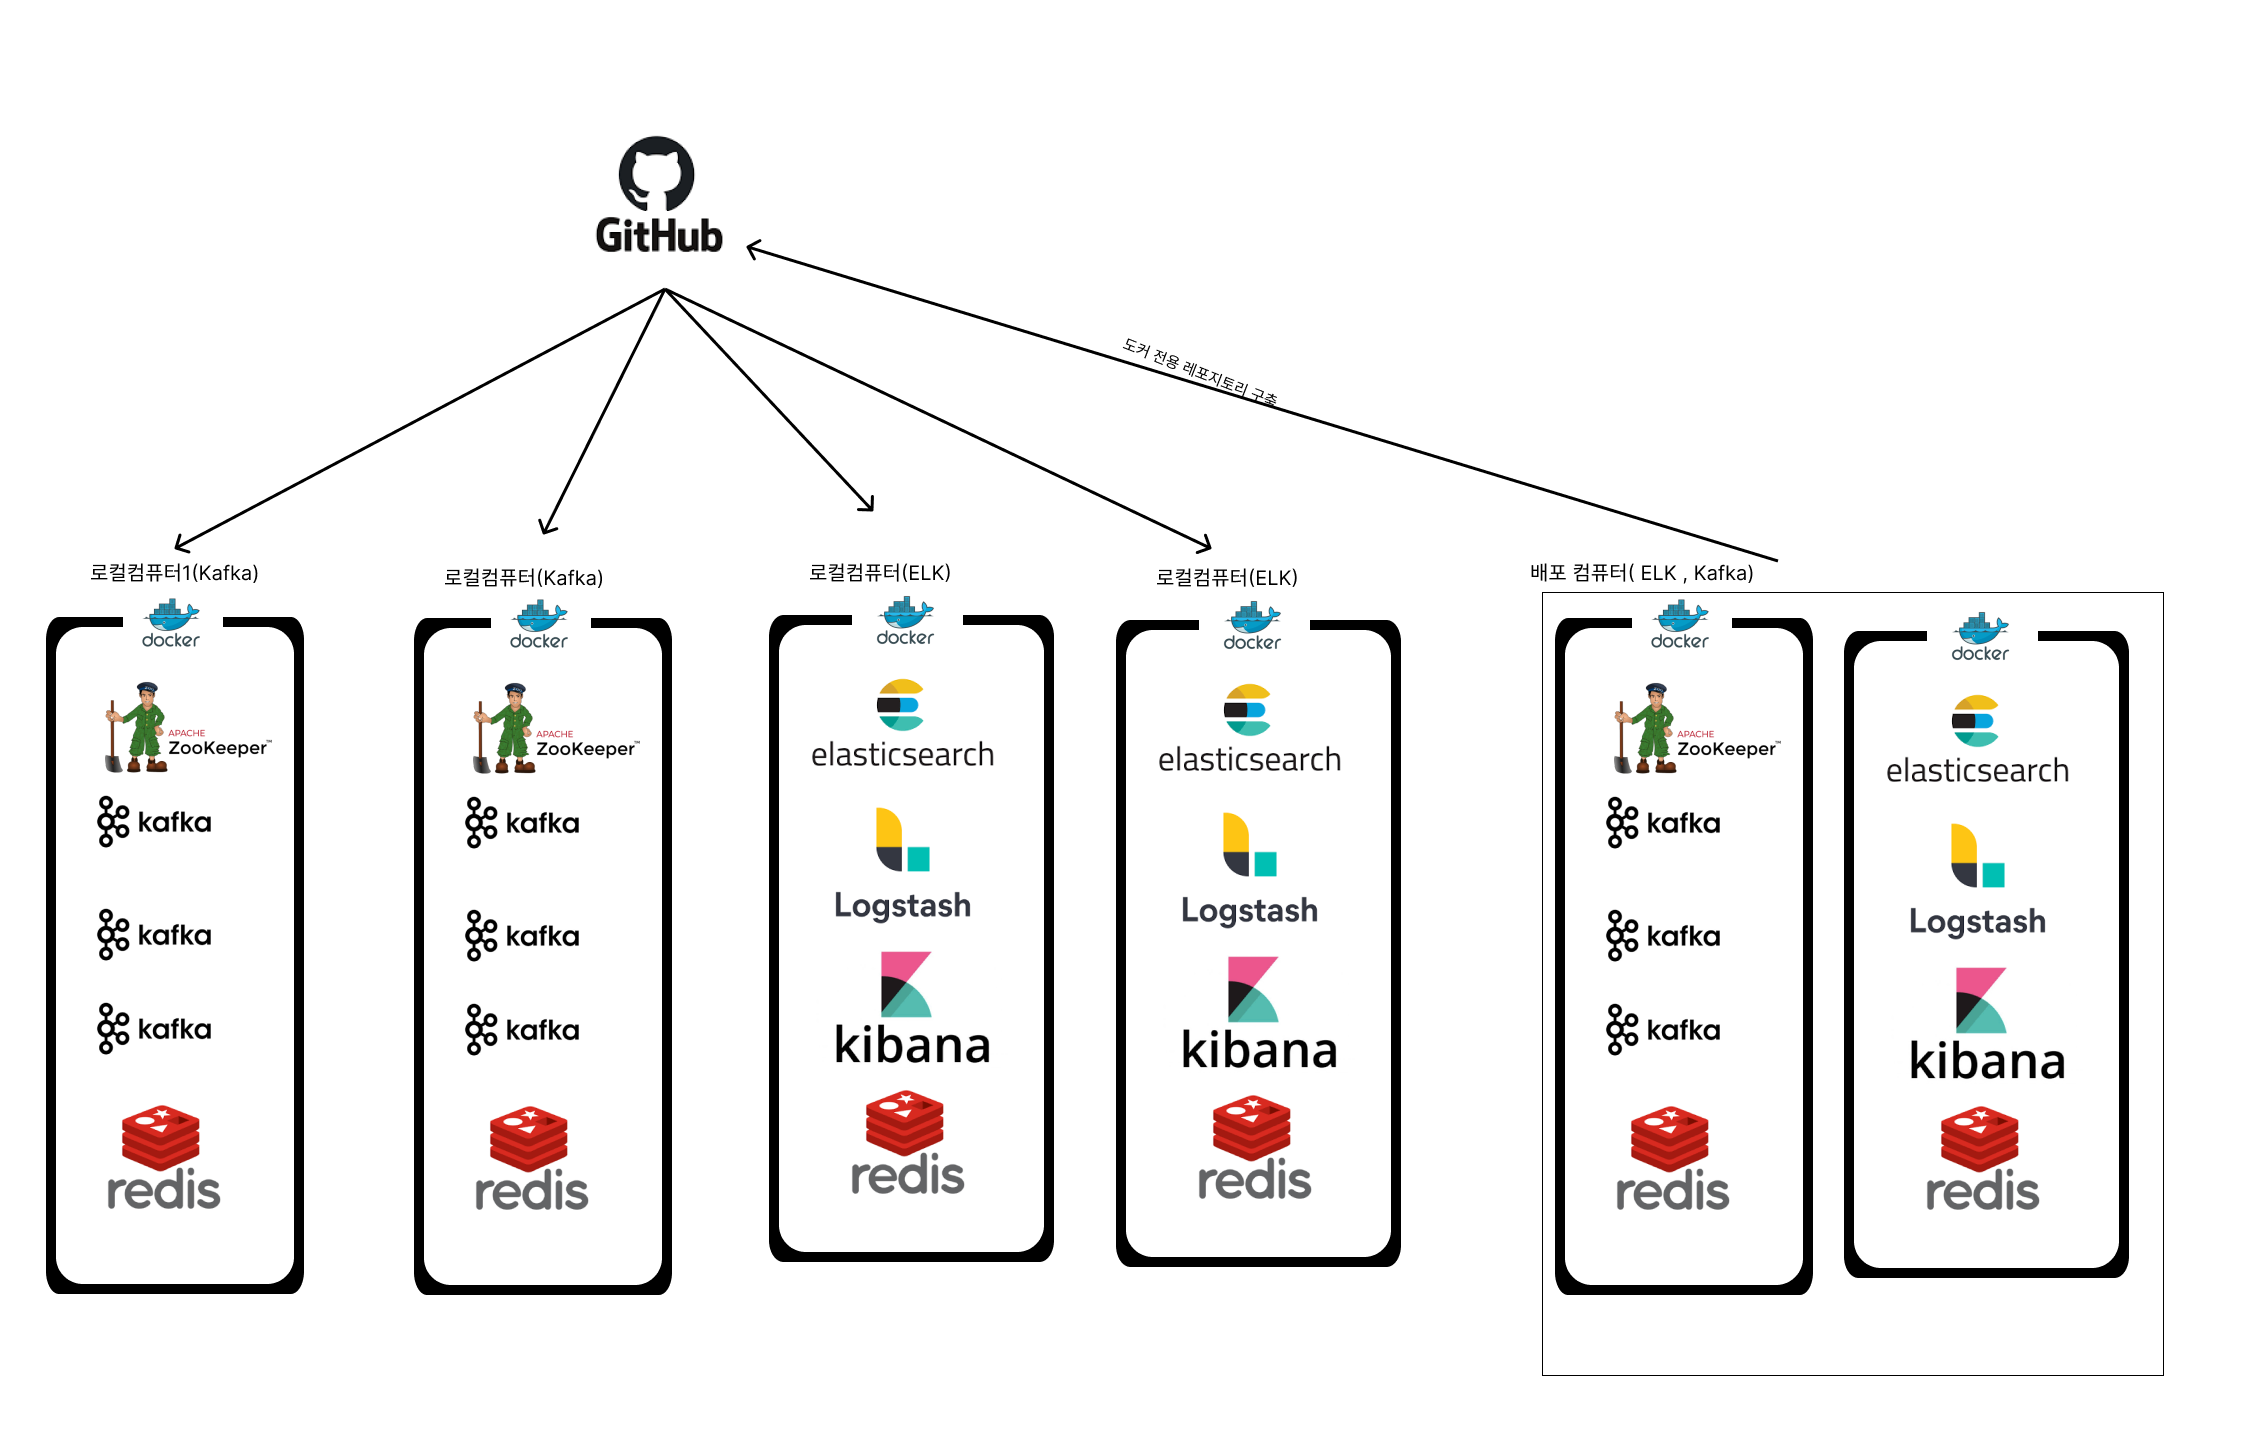 GitHub
도커 전용 레포지토리 구축
로컬컴퓨터1(Kafka)
docker
APACHE
ZooKeeper™
kafka
kafka
kafka
redis
로컬컴퓨터(Kafka)
docker
APACHE
ZooKeeper™
kafka
kafka
kafka
redis
로컬컴퓨터(ELK)
docker
elasticsearch
Logstash
kibana
redis
로컬컴퓨터(ELK)
docker
elasticsearch
Logstash
kibana
redis
배포 컴퓨터( ELK , Kafka)
docker
APACHE
ZooKeeper™
kafka
kafka
kafka
redis
docker
elasticsearch
Logstash
kibana
redis